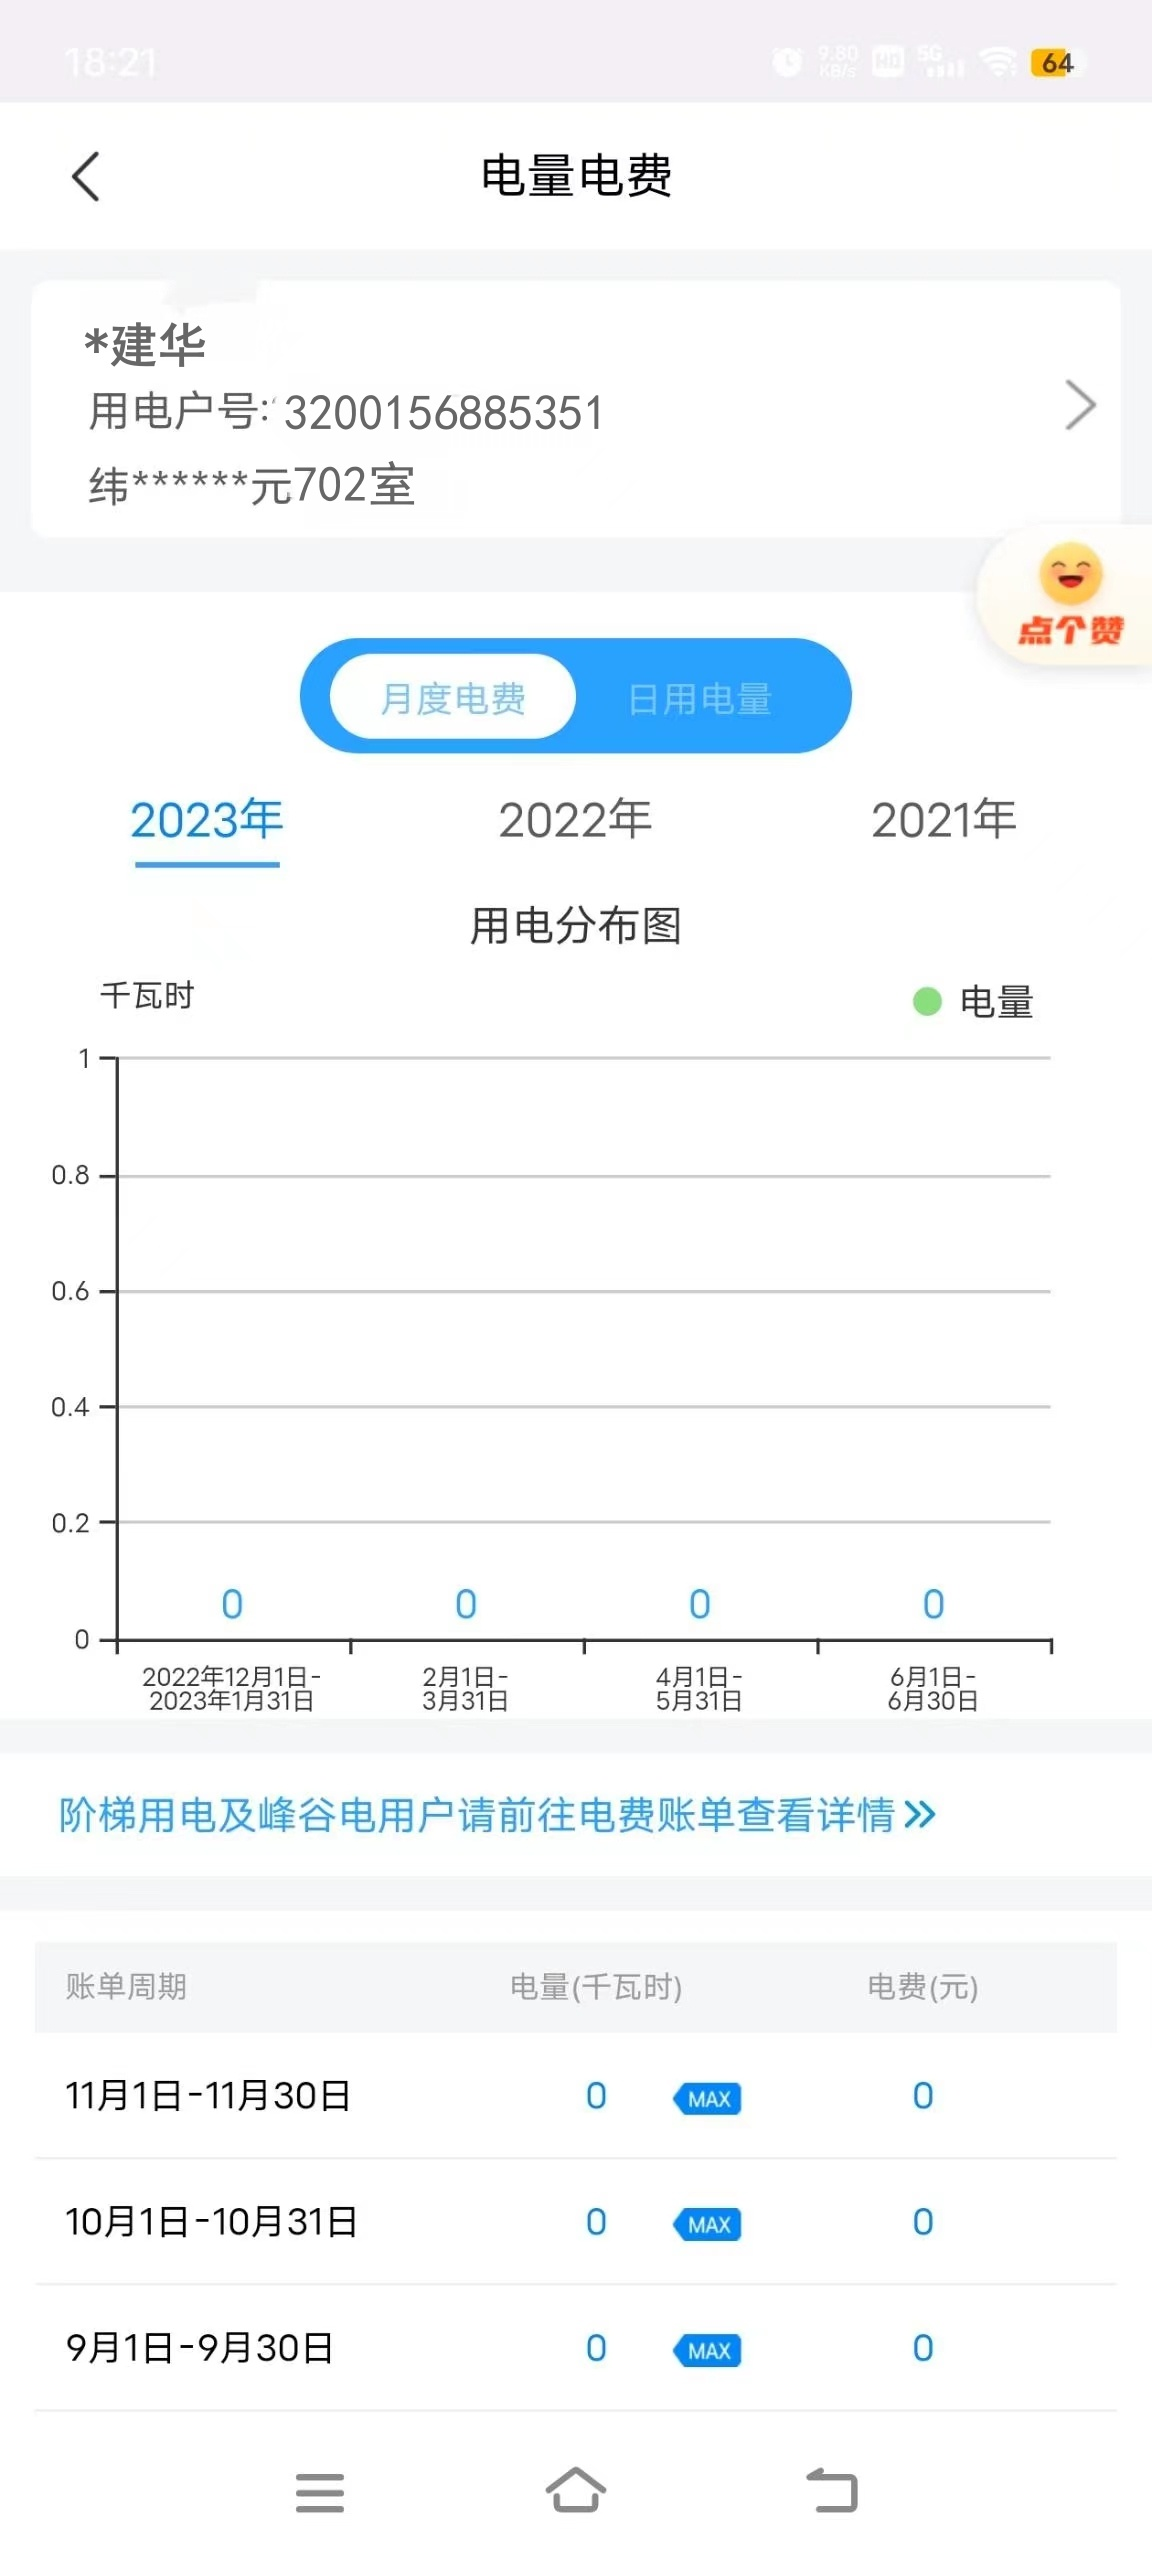 18:21
9.80 KB/s HD 5G 64
电量电费
*建华
用电户号: 3200156885351
纬******元702室
点个赞
月度电费 日用电量
2023年 2022年 2021年
用电分布图
千瓦时 电量
1
0.8
0.6
0.4
0.2
0
0 0 0 0
2022年12月1日- 2月1日- 4月1日- 6月1日-
2023年1月31日 3月31日 5月31日 6月30日
阶梯用电及峰谷电用户请前往电费账单查看详情
账单周期 电量(千瓦时) 电费(元)
11月1日-11月30日 0 MAX 0
10月1日-10月31日 0 MAX 0
9月1日-9月30日 0 MAX 0